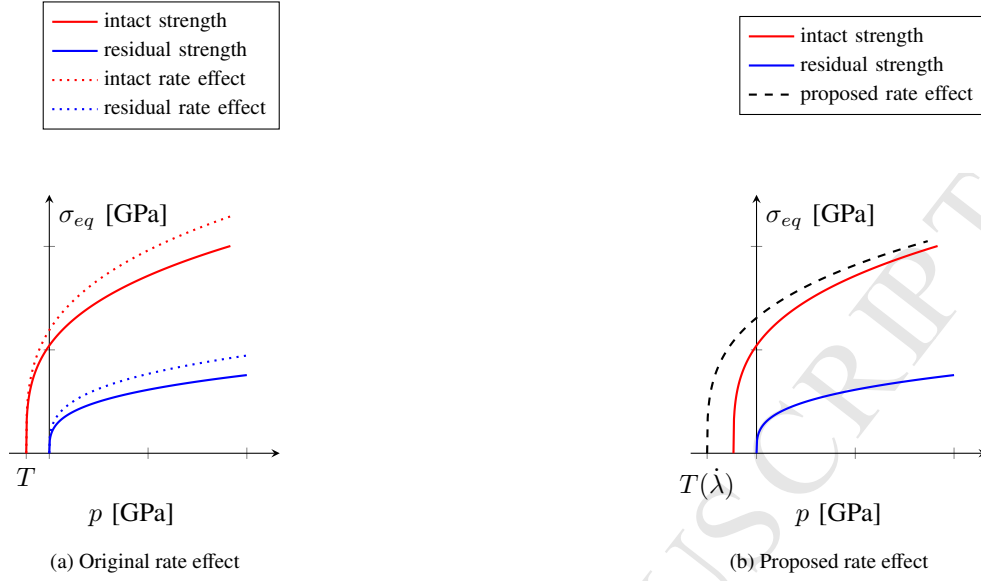 intact strength
residual strength
intact rate effect
residual rate effect
σ_eq [GPa]
T
p [GPa]
(a) Original rate effect
intact strength
residual strength
proposed rate effect
σ_eq [GPa]
T(λ̇)
p [GPa]
(b) Proposed rate effect
USCRIPT